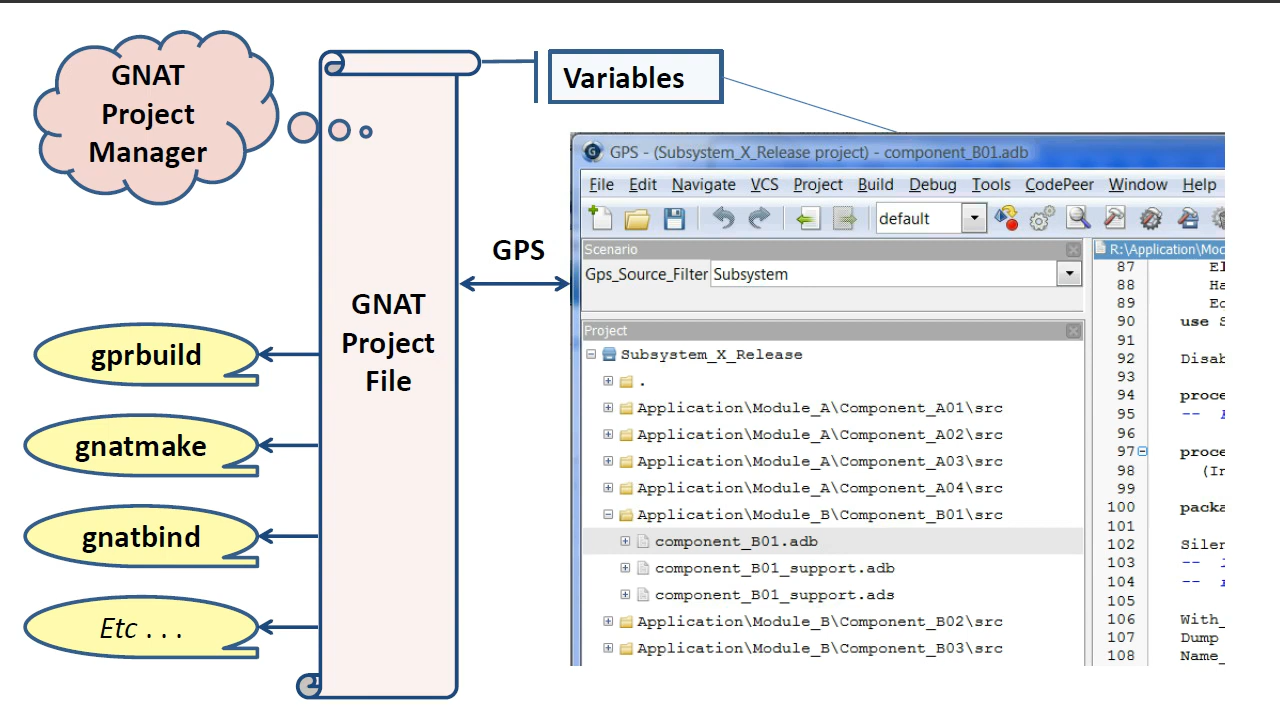 GNAT
Project
Manager
Variables
GPS
GNAT
Project
File
gprbuild
gnatmake
gnatbind
Etc . . .
GPS - (Subsystem_X_Release project) - component_B01.adb
File Edit Navigate VCS Project Build Debug Tools CodePeer Window Help
default
Scenario
Gps_Source_Filter Subsystem
Project
Subsystem_X_Release
.
Application\Module_A\Component_A01\src
Application\Module_A\Component_A02\src
Application\Module_A\Component_A03\src
Application\Module_A\Component_A04\src
Application\Module_B\Component_B01\src
component_B01.adb
component_B01_support.adb
component_B01_support.ads
Application\Module_B\Component_B02\src
Application\Module_B\Component_B03\src
R:\Application\Moc
87
88 Ha
89
90 use S
91
92 Disab
93
94 proce
95 --
96
97 proce
98 (In
99
100 packa
101
102 Silen
103 --
104 --
105
106 With_
107 Dump
108 Name_